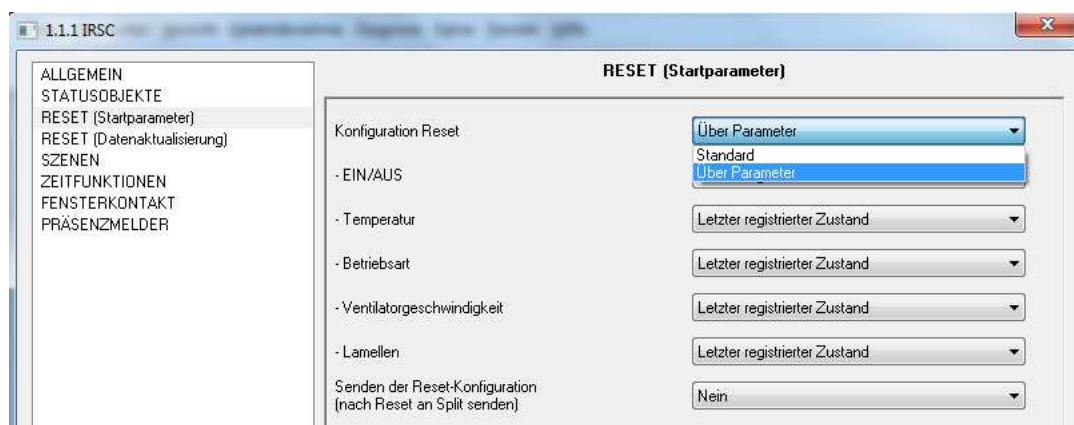 1.1.1 IRSC
ALLGEMEIN
STATUSOBJEKTE
RESET (Startparameter)
RESET (Datenaktualisierung)
SZENEN
ZEITFUNKTIONEN
FENSTERKONTAKT
PRÄSENZMELDER
RESET (Startparameter)
Konfiguration Reset
Über Parameter
Standard
Über Parameter
- EIN/AUS
- Temperatur
Letzter registrierter Zustand
- Betriebsart
Letzter registrierter Zustand
- Ventilatorgeschwindigkeit
Letzter registrierter Zustand
- Lamellen
Letzter registrierter Zustand
Senden der Reset-Konfiguration
(nach Reset an Split senden)
Nein